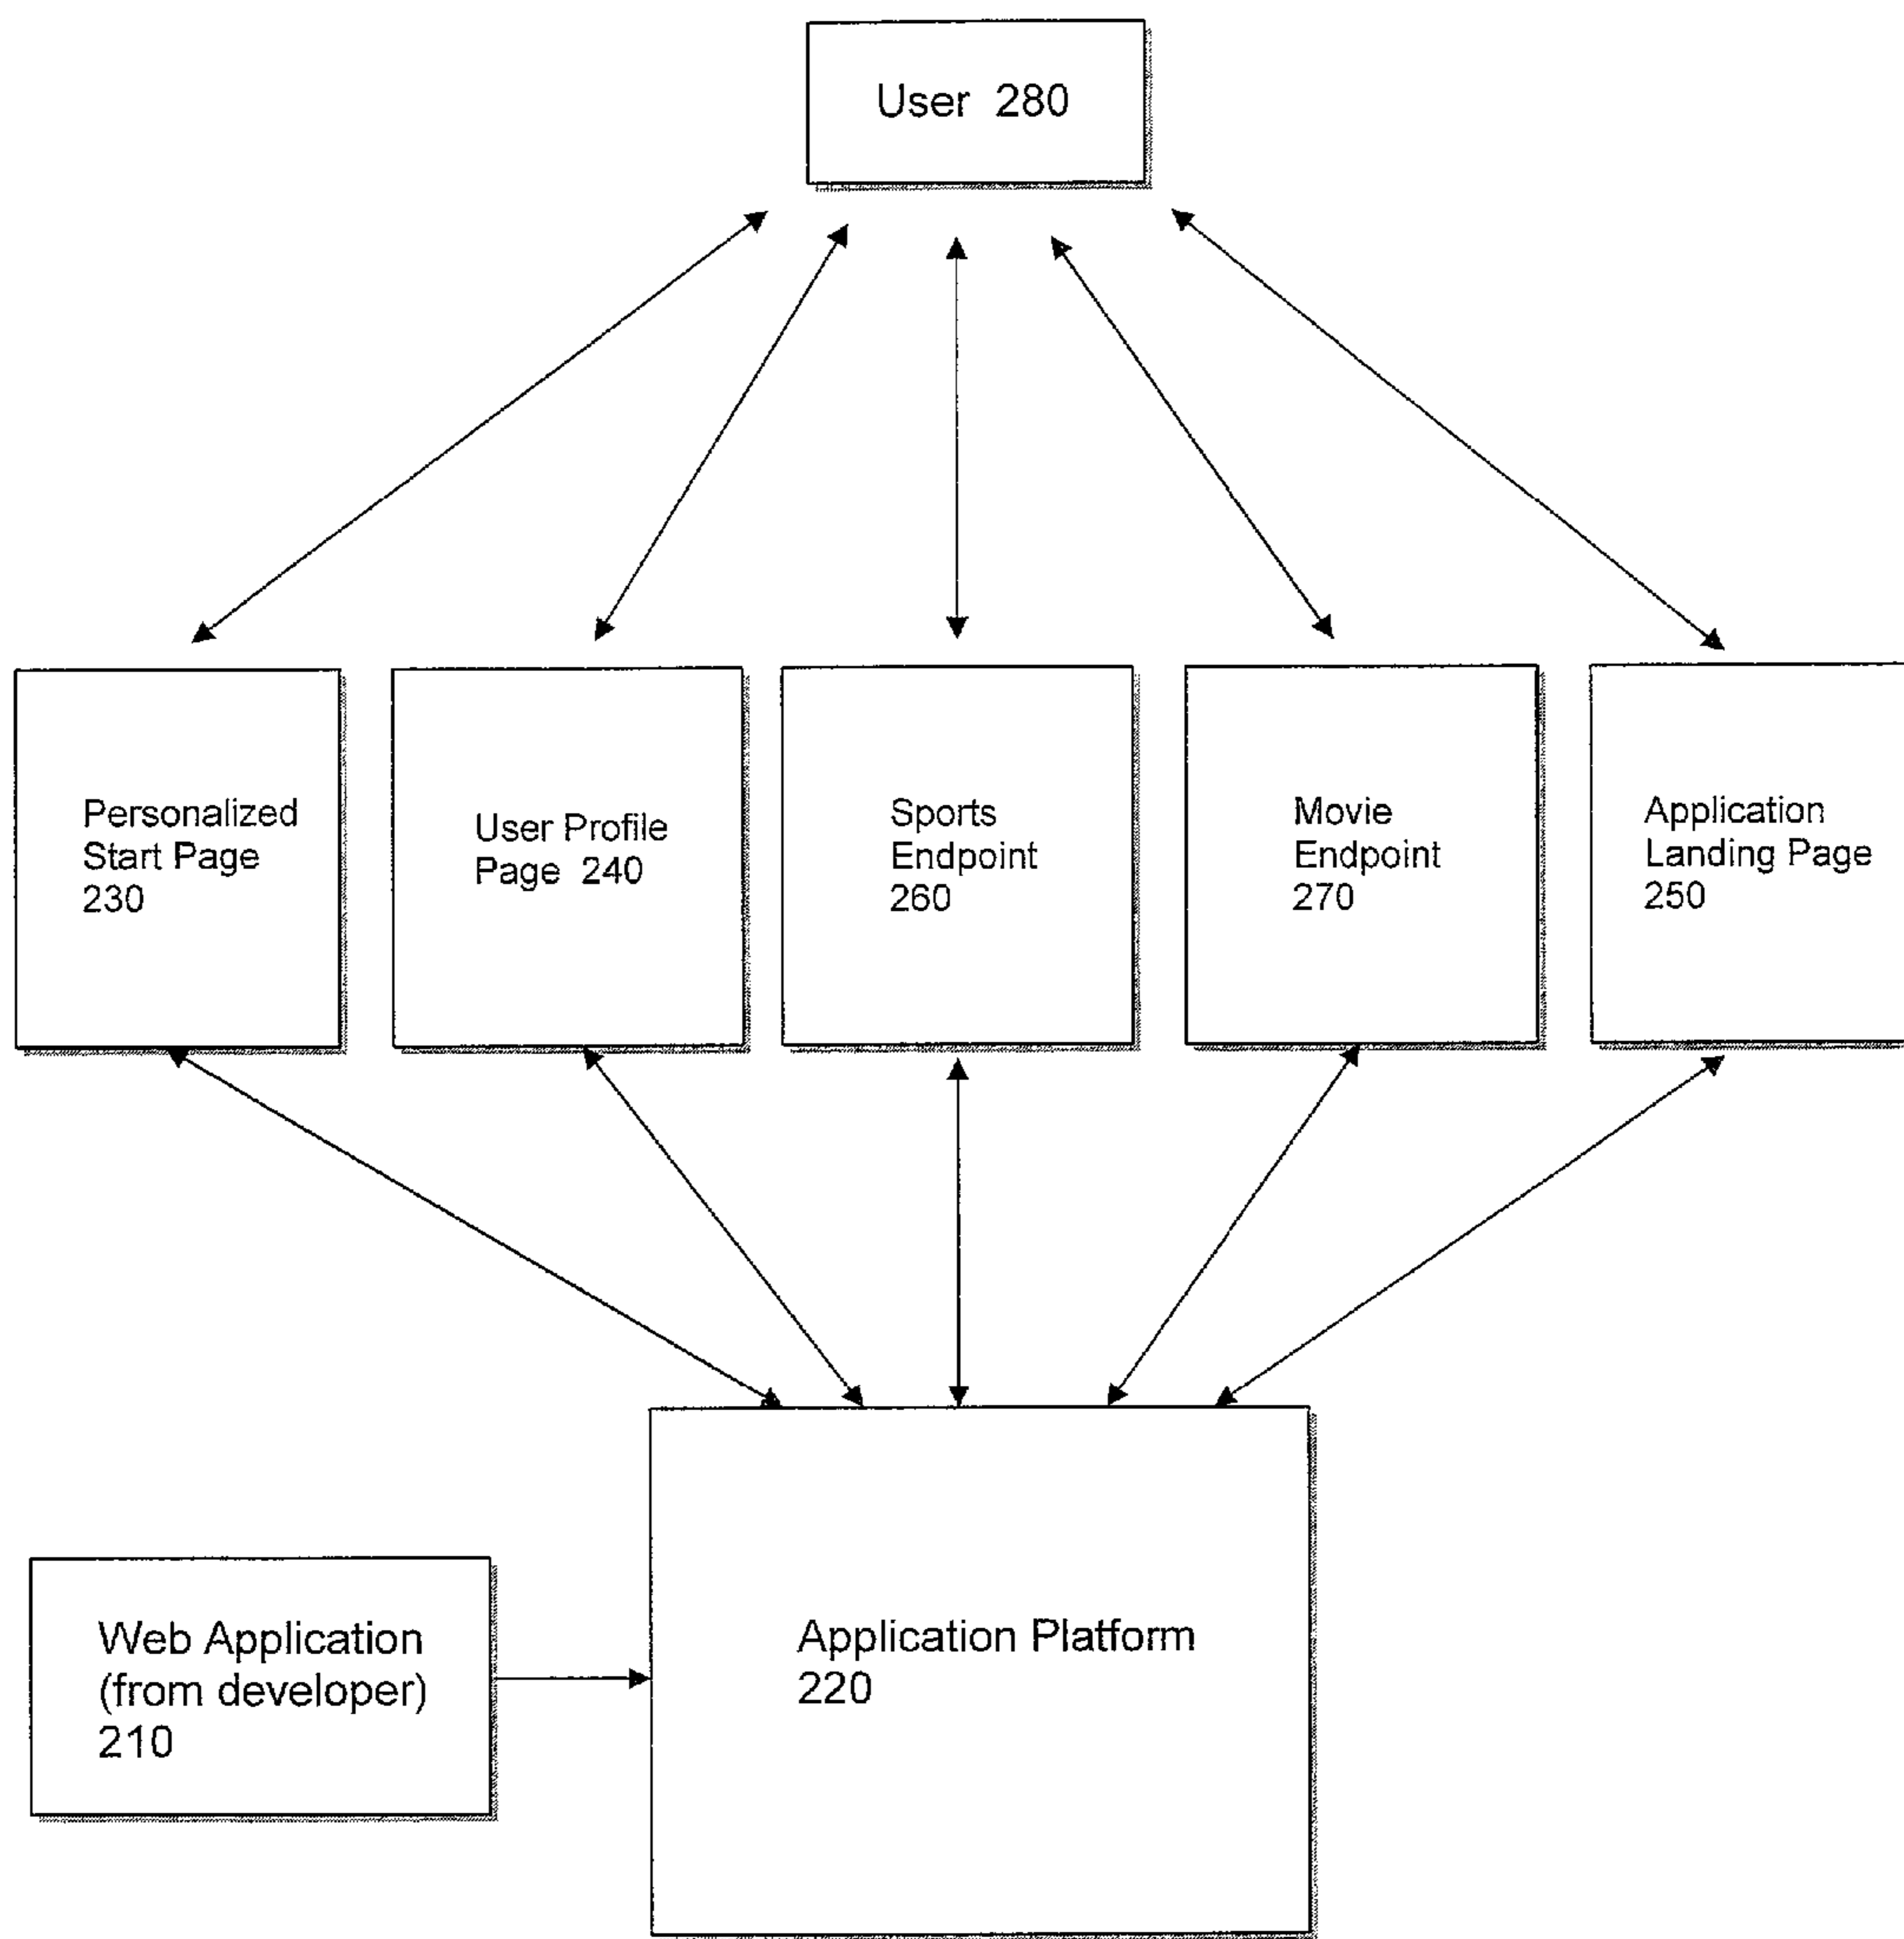 User 280
Personalized
Start Page
230
User Profile
Page 240
Sports
Endpoint
260
Movie
Endpoint
270
Application
Landing Page
250
Web Application
(from developer)
210
Application Platform
220